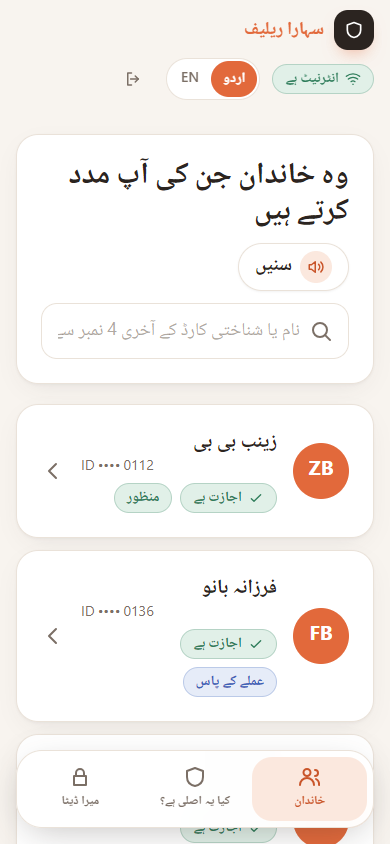 سہارا ریلیف
انٹرنیٹ ہے
اردو
EN
وہ خاندان جن کی آپ مدد
کرتے ہیں
سنیں
نام یا شناختی کارڈ کے آخری 4 نمبر سے
زینب بی بی
ID •••• 0112
اجازت ہے
منظور
ZB
فرزانہ بانو
ID •••• 0136
اجازت ہے
عملے کے پاس
FB
اجازت ہے
خاندان
کیا یہ اصلی ہے؟
میرا ڈیٹا